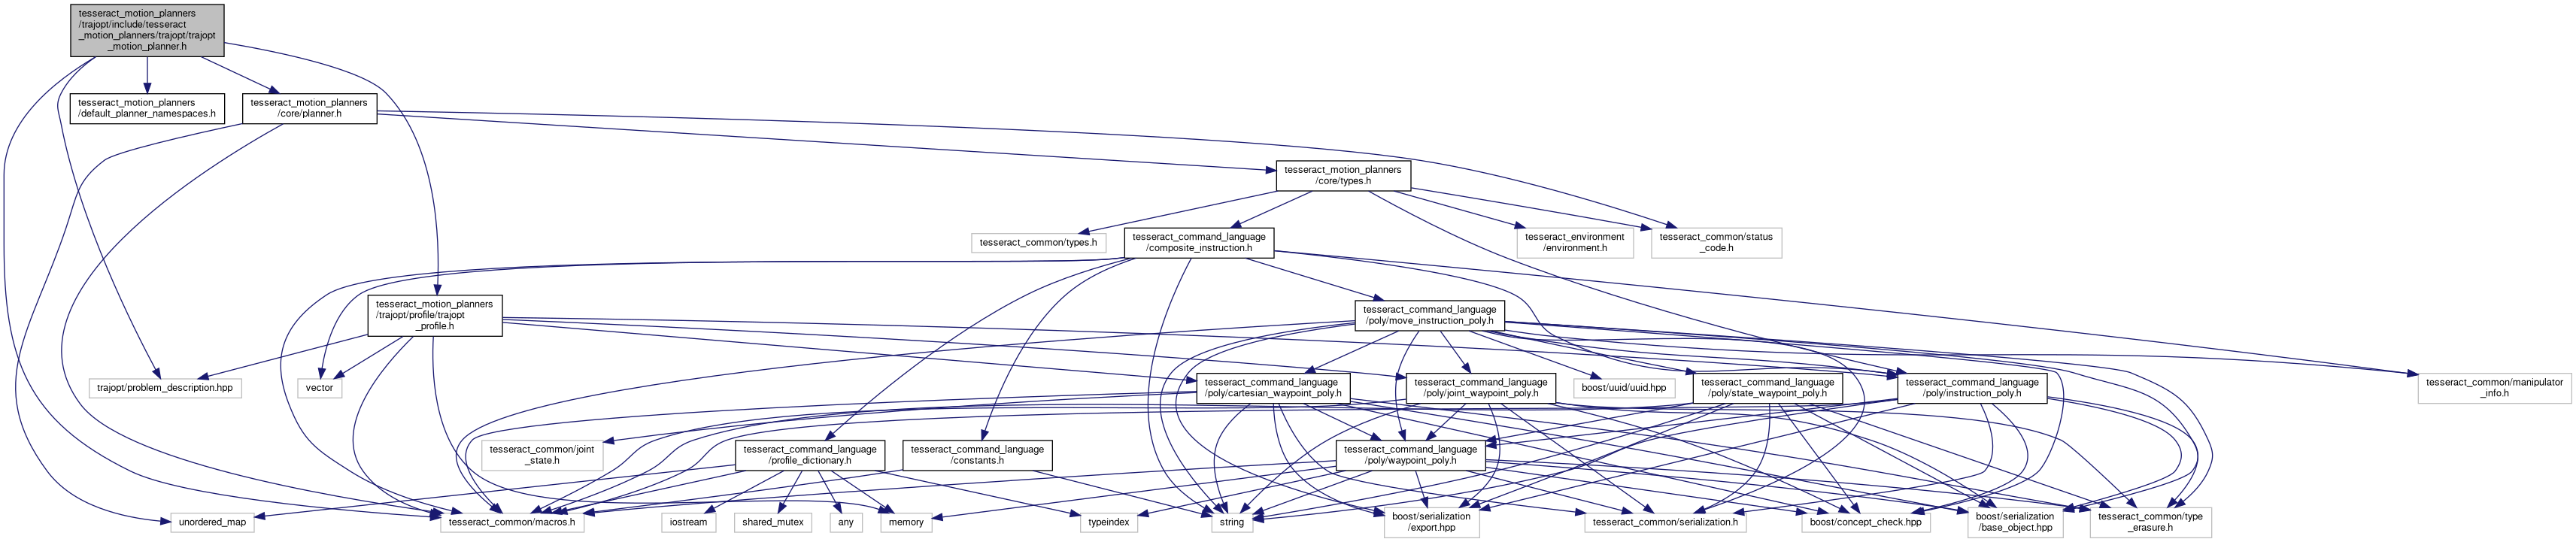 tesseract_motion_planners
/trajopt/include/tesseract
_motion_planners/trajopt/trajopt
_motion_planner.h
tesseract_motion_planners
/default_planner_namespaces.h
tesseract_motion_planners
/core/planner.h
tesseract_motion_planners
/core/types.h
tesseract_common/types.h
tesseract_command_language
/composite_instruction.h
tesseract_environment
/environment.h
tesseract_common/status
_code.h
tesseract_motion_planners
/trajopt/profile/trajopt
_profile.h
tesseract_command_language
/poly/move_instruction_poly.h
trajopt/problem_description.hpp
vector
tesseract_command_language
/poly/cartesian_waypoint_poly.h
tesseract_command_language
/poly/joint_waypoint_poly.h
boost/uuid/uuid.hpp
tesseract_command_language
/poly/state_waypoint_poly.h
tesseract_command_language
/poly/instruction_poly.h
tesseract_common/manipulator
_info.h
tesseract_common/joint
_state.h
tesseract_command_language
/profile_dictionary.h
tesseract_command_language
/constants.h
tesseract_command_language
/poly/waypoint_poly.h
unordered_map
tesseract_common/macros.h
iostream
shared_mutex
any
memory
typeindex
string
boost/serialization
/export.hpp
tesseract_common/serialization.h
boost/concept_check.hpp
boost/serialization
/base_object.hpp
tesseract_common/type
_erasure.h